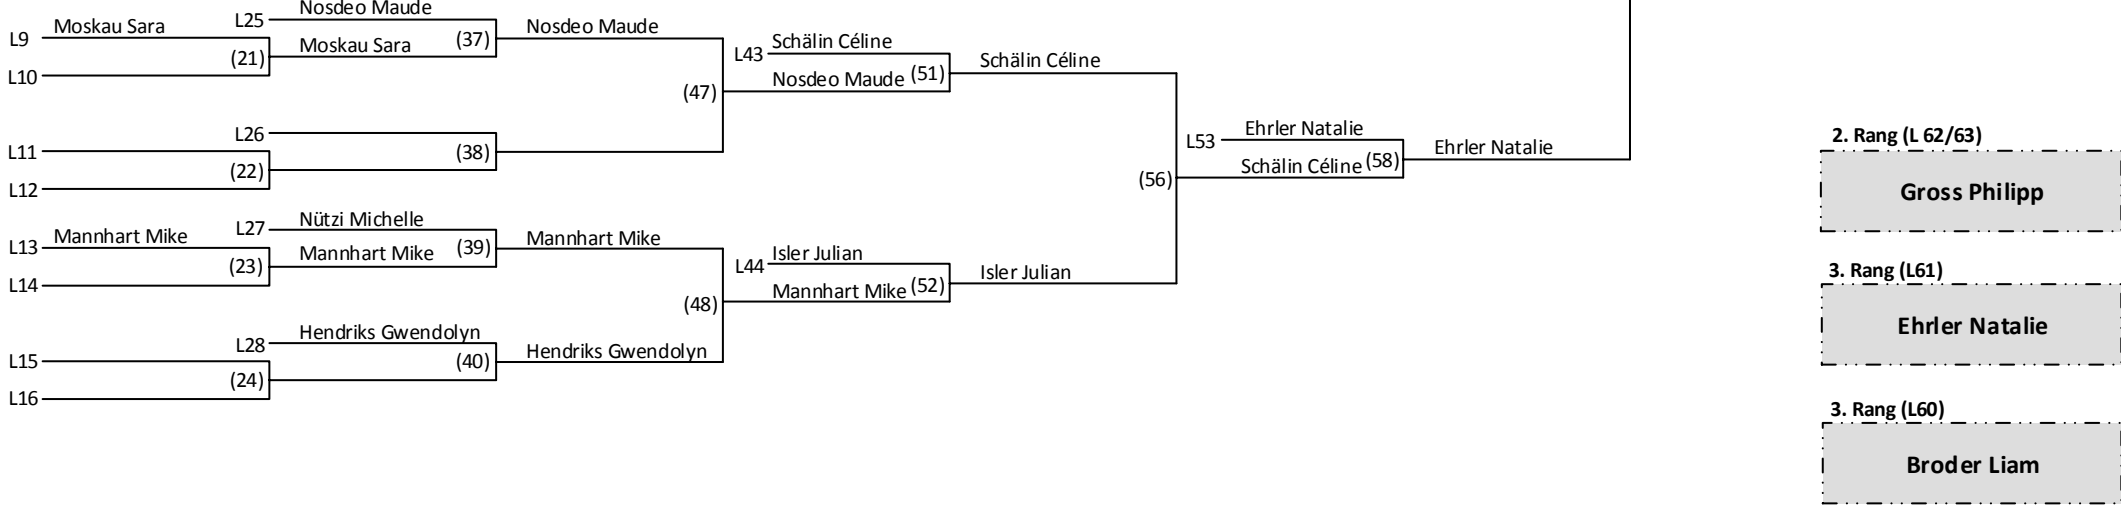 Nosdeo Maude
L25
Moskau Sara
L9
(21)
L10
Moskau Sara
(37)
Nosdeo Maude
L43
Schälin Céline
Nosdeo Maude
(51)
Schälin Céline
(47)
L26
L11
(22)
L12
(38)
L53
Ehrler Natalie
Schälin Céline
(58)
Ehrler Natalie
(56)
L27
Nützi Michelle
L13
Mannhart Mike
(23)
L14
Mannhart Mike
(39)
Mannhart Mike
L44
Isler Julian
Mannhart Mike
(52)
Isler Julian
(48)
L28
Hendriks Gwendolyn
L15
(24)
L16
(40)
Hendriks Gwendolyn
2. Rang (L 62/63)
Gross Philipp
3. Rang (L61)
Ehrler Natalie
3. Rang (L60)
Broder Liam